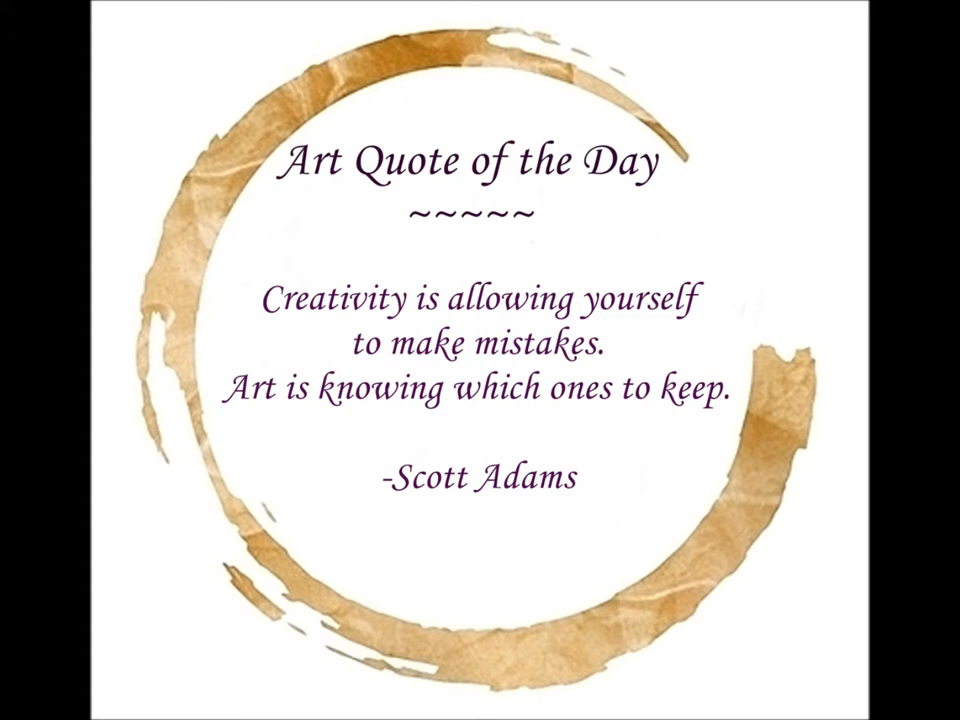 Art Quote of the Day
~~~~~
Creativity is allowing yourself
to make mistakes.
Art is knowing which ones to keep.
-Scott Adams